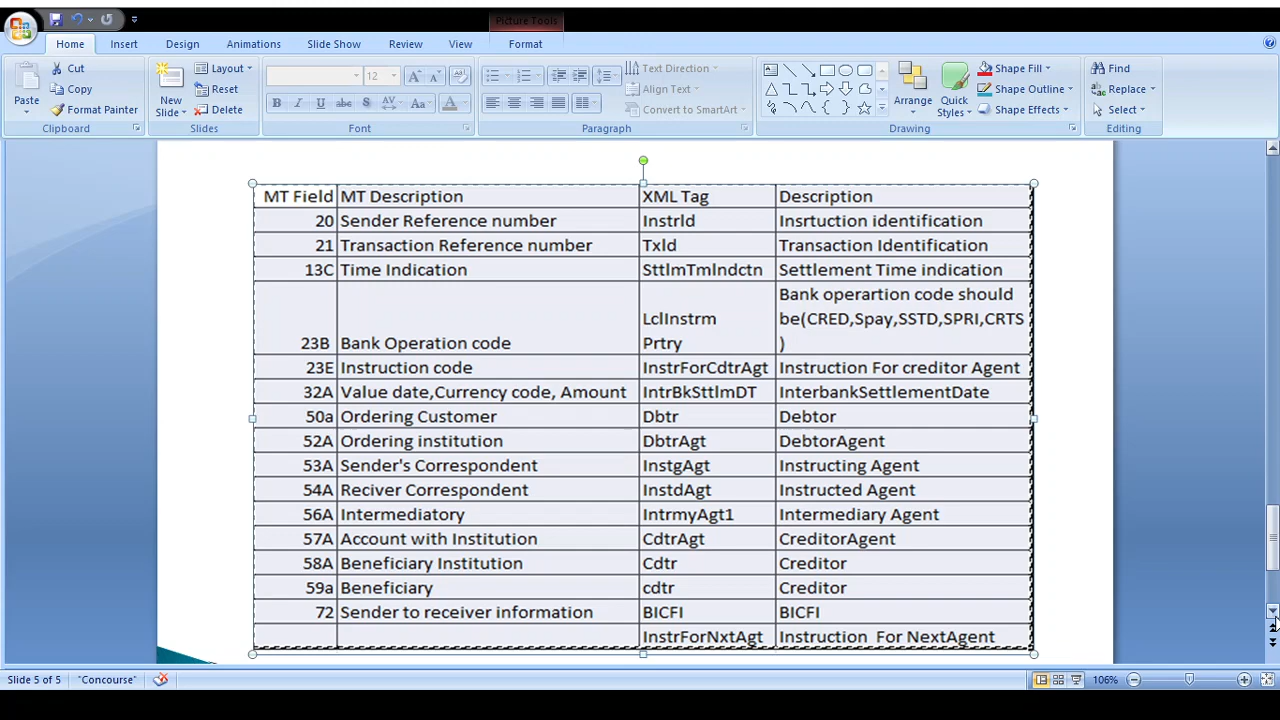 Picture Tools
Home Insert Design Animations Slide Show Review View Format
Paste Cut Copy Format Painter
Clipboard
New Slide Layout Reset Delete
Slides
12
B I U abc S AV Aa A
Font
Text Direction Align Text Convert to SmartArt
Paragraph
Arrange Quick Styles Shape Fill Shape Outline Shape Effects
Drawing
Find Replace Select
Editing
MT Field MT Description XML Tag Description
20 Sender Reference number InstrId Insrtuction identification
21 Transaction Reference number TxId Transaction Identification
13C Time Indication SttlmTmIndctn Settlement Time indication
23B Bank Operation code LclInstrm Prtry Bank operartion code should be(CRED,Spay,SSTD,SPRI,CRTS)
23E Instruction code InstrForCdtrAgt Instruction For creditor Agent
32A Value date,Currency code, Amount IntrBkSttlmDT InterbankSettlementDate
50a Ordering Customer Dbtr Debtor
52A Ordering institution DbtrAgt DebtorAgent
53A Sender's Correspondent InstgAgt Instructing Agent
54A Reciver Correspondent InstdAgt Instructed Agent
56A Intermediatory IntrmyAgt1 Intermediary Agent
57A Account with Institution CdtrAgt CreditorAgent
58A Beneficiary Institution Cdtr Creditor
59a Beneficiary cdtr Creditor
72 Sender to receiver information BICFI BICFI
InstrForNxtAgt Instruction For NextAgent
Slide 5 of 5 "Concourse" 106%